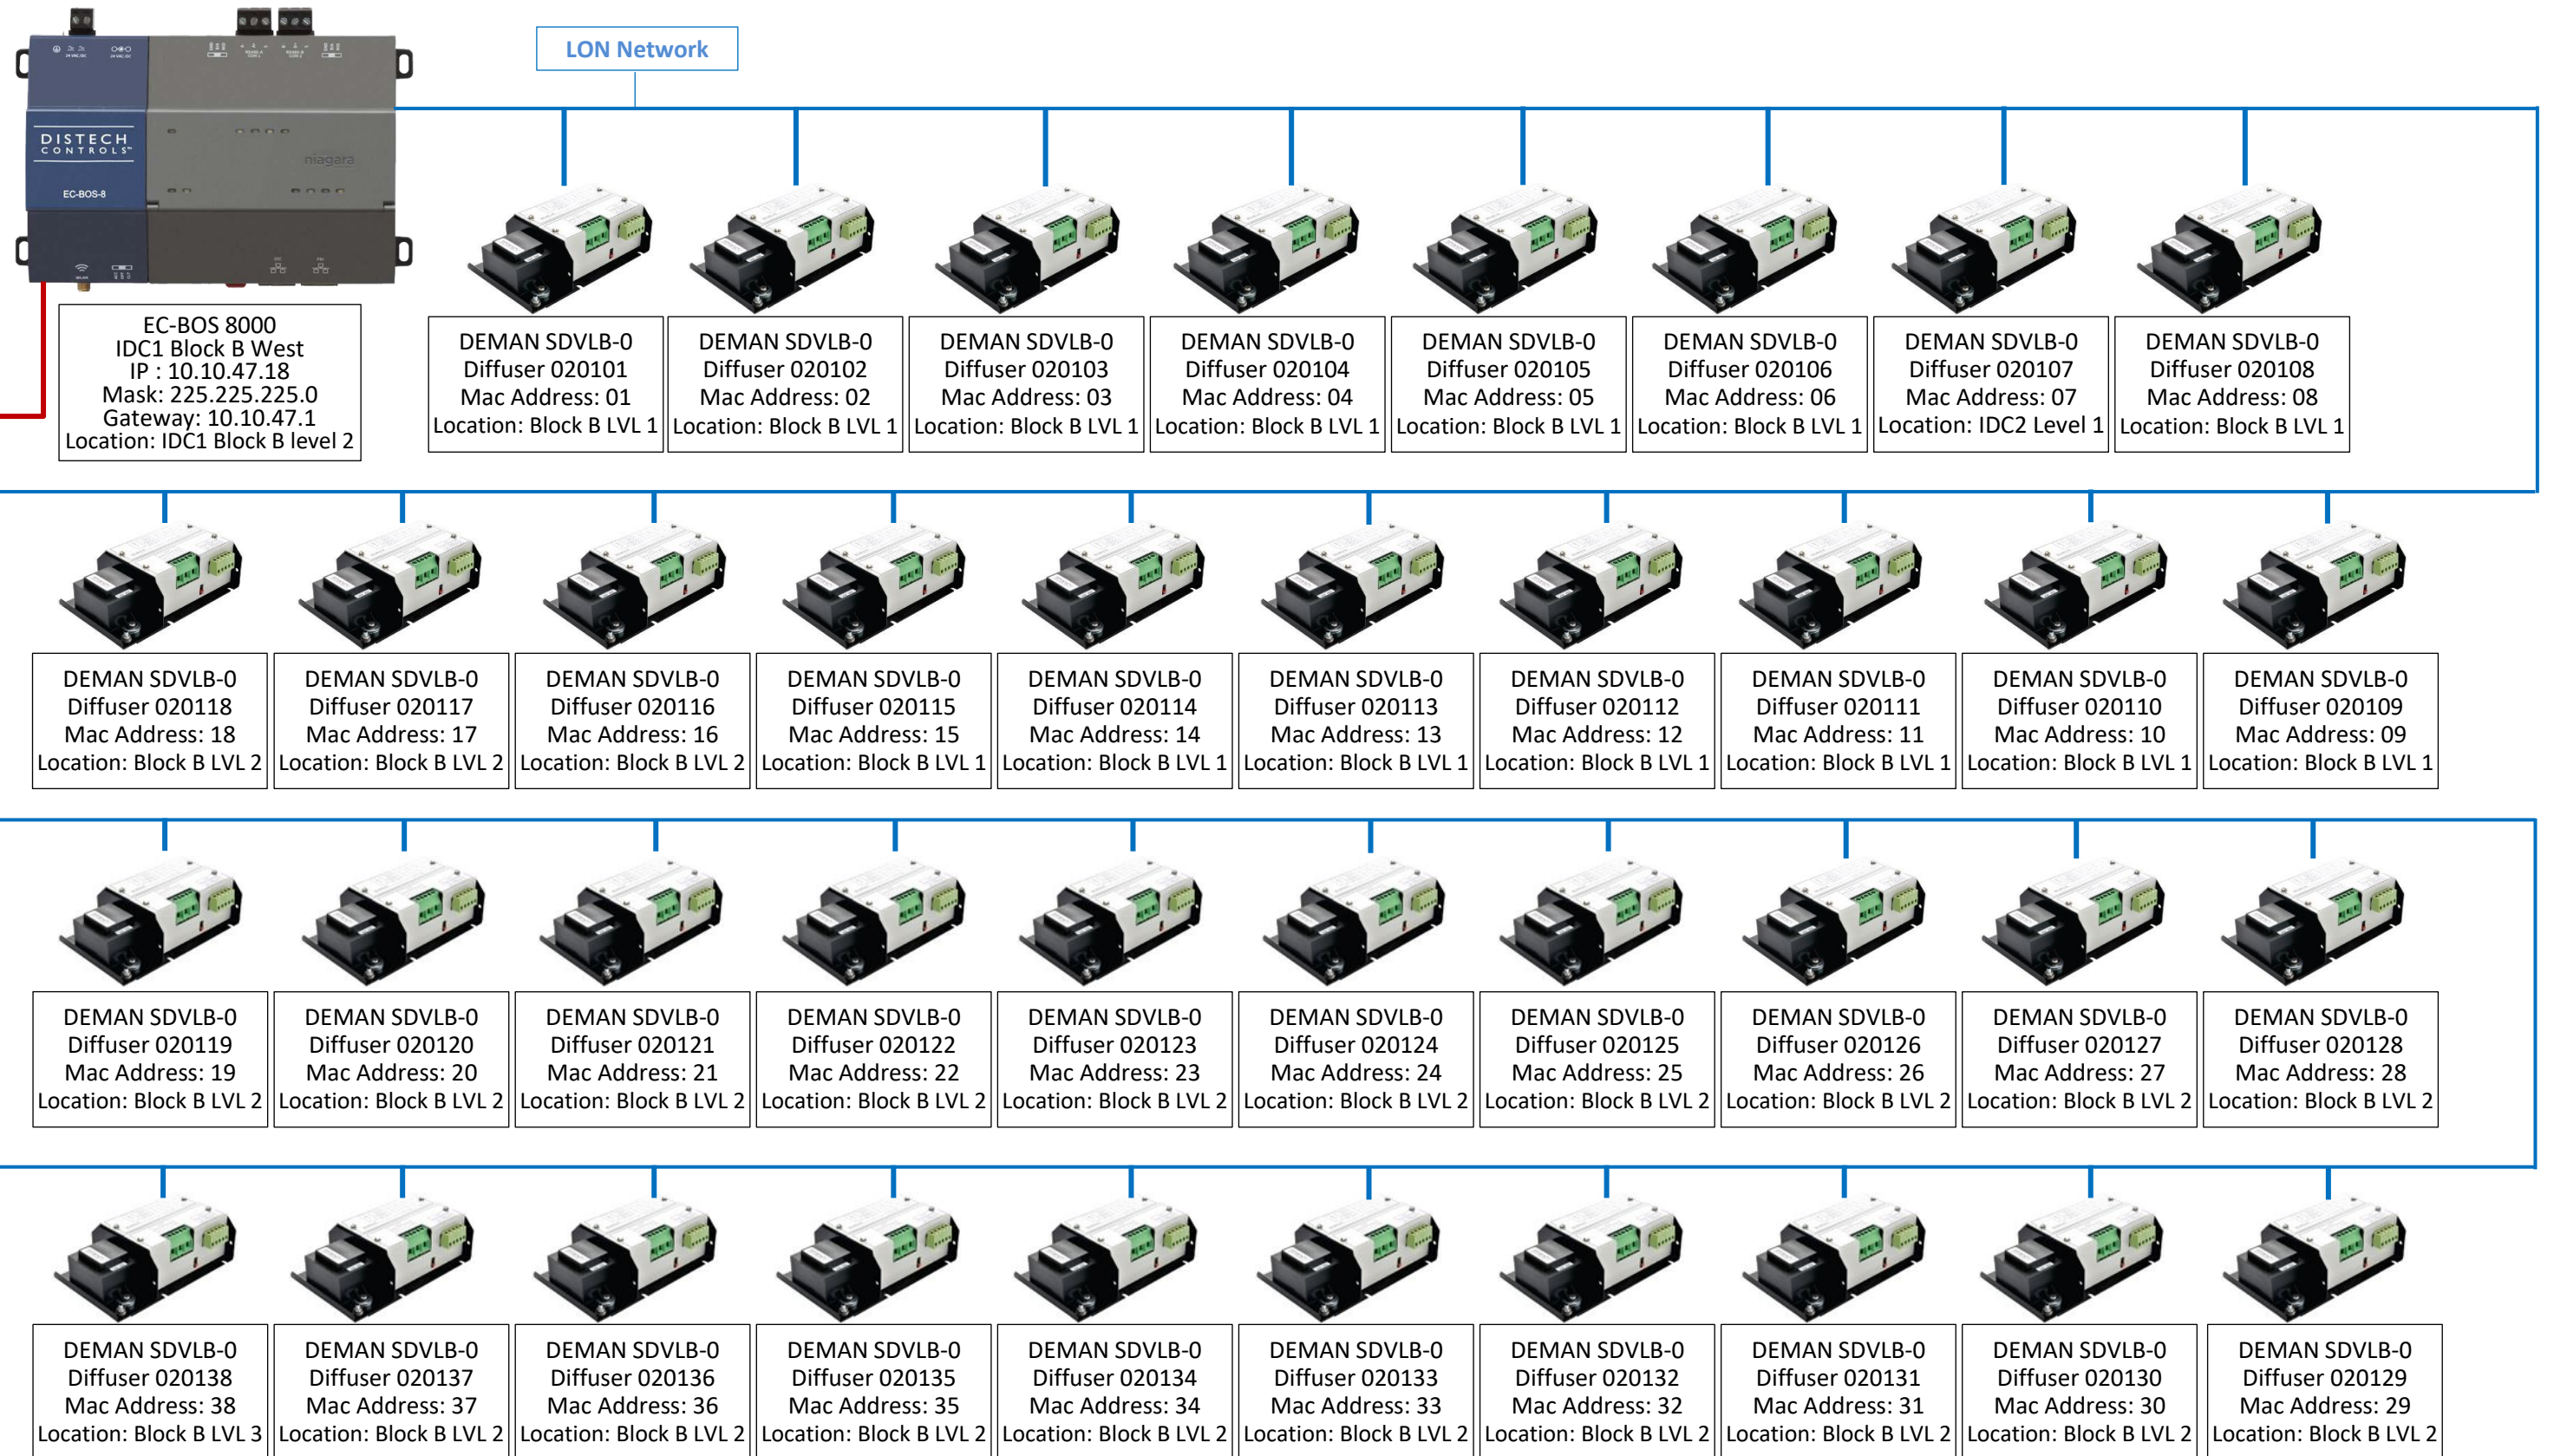 LON Network
DISTECH
CONTROLS™
niagara
EC-BOS-8
24 VAC/DC
24 VAC/DC
WLAN
EC-BOS 8000
IDC1 Block B West
IP : 10.10.47.18
Mask: 225.225.225.0
Gateway: 10.10.47.1
Location: IDC1 Block B level 2
DEMAN SDVLB-0
Diffuser 020101
Mac Address: 01
Location: Block B LVL 1
DEMAN SDVLB-0
Diffuser 020102
Mac Address: 02
Location: Block B LVL 1
DEMAN SDVLB-0
Diffuser 020103
Mac Address: 03
Location: Block B LVL 1
DEMAN SDVLB-0
Diffuser 020104
Mac Address: 04
Location: Block B LVL 1
DEMAN SDVLB-0
Diffuser 020105
Mac Address: 05
Location: Block B LVL 1
DEMAN SDVLB-0
Diffuser 020106
Mac Address: 06
Location: Block B LVL 1
DEMAN SDVLB-0
Diffuser 020107
Mac Address: 07
Location: IDC2 Level 1
DEMAN SDVLB-0
Diffuser 020108
Mac Address: 08
Location: Block B LVL 1
DEMAN SDVLB-0
Diffuser 020118
Mac Address: 18
Location: Block B LVL 2
DEMAN SDVLB-0
Diffuser 020117
Mac Address: 17
Location: Block B LVL 2
DEMAN SDVLB-0
Diffuser 020116
Mac Address: 16
Location: Block B LVL 2
DEMAN SDVLB-0
Diffuser 020115
Mac Address: 15
Location: Block B LVL 1
DEMAN SDVLB-0
Diffuser 020114
Mac Address: 14
Location: Block B LVL 1
DEMAN SDVLB-0
Diffuser 020113
Mac Address: 13
Location: Block B LVL 1
DEMAN SDVLB-0
Diffuser 020112
Mac Address: 12
Location: Block B LVL 1
DEMAN SDVLB-0
Diffuser 020111
Mac Address: 11
Location: Block B LVL 1
DEMAN SDVLB-0
Diffuser 020110
Mac Address: 10
Location: Block B LVL 1
DEMAN SDVLB-0
Diffuser 020109
Mac Address: 09
Location: Block B LVL 1
DEMAN SDVLB-0
Diffuser 020119
Mac Address: 19
Location: Block B LVL 2
DEMAN SDVLB-0
Diffuser 020120
Mac Address: 20
Location: Block B LVL 2
DEMAN SDVLB-0
Diffuser 020121
Mac Address: 21
Location: Block B LVL 2
DEMAN SDVLB-0
Diffuser 020122
Mac Address: 22
Location: Block B LVL 2
DEMAN SDVLB-0
Diffuser 020123
Mac Address: 23
Location: Block B LVL 2
DEMAN SDVLB-0
Diffuser 020124
Mac Address: 24
Location: Block B LVL 2
DEMAN SDVLB-0
Diffuser 020125
Mac Address: 25
Location: Block B LVL 2
DEMAN SDVLB-0
Diffuser 020126
Mac Address: 26
Location: Block B LVL 2
DEMAN SDVLB-0
Diffuser 020127
Mac Address: 27
Location: Block B LVL 2
DEMAN SDVLB-0
Diffuser 020128
Mac Address: 28
Location: Block B LVL 2
DEMAN SDVLB-0
Diffuser 020138
Mac Address: 38
Location: Block B LVL 3
DEMAN SDVLB-0
Diffuser 020137
Mac Address: 37
Location: Block B LVL 2
DEMAN SDVLB-0
Diffuser 020136
Mac Address: 36
Location: Block B LVL 2
DEMAN SDVLB-0
Diffuser 020135
Mac Address: 35
Location: Block B LVL 2
DEMAN SDVLB-0
Diffuser 020134
Mac Address: 34
Location: Block B LVL 2
DEMAN SDVLB-0
Diffuser 020133
Mac Address: 33
Location: Block B LVL 2
DEMAN SDVLB-0
Diffuser 020132
Mac Address: 32
Location: Block B LVL 2
DEMAN SDVLB-0
Diffuser 020131
Mac Address: 31
Location: Block B LVL 2
DEMAN SDVLB-0
Diffuser 020130
Mac Address: 30
Location: Block B LVL 2
DEMAN SDVLB-0
Diffuser 020129
Mac Address: 29
Location: Block B LVL 2